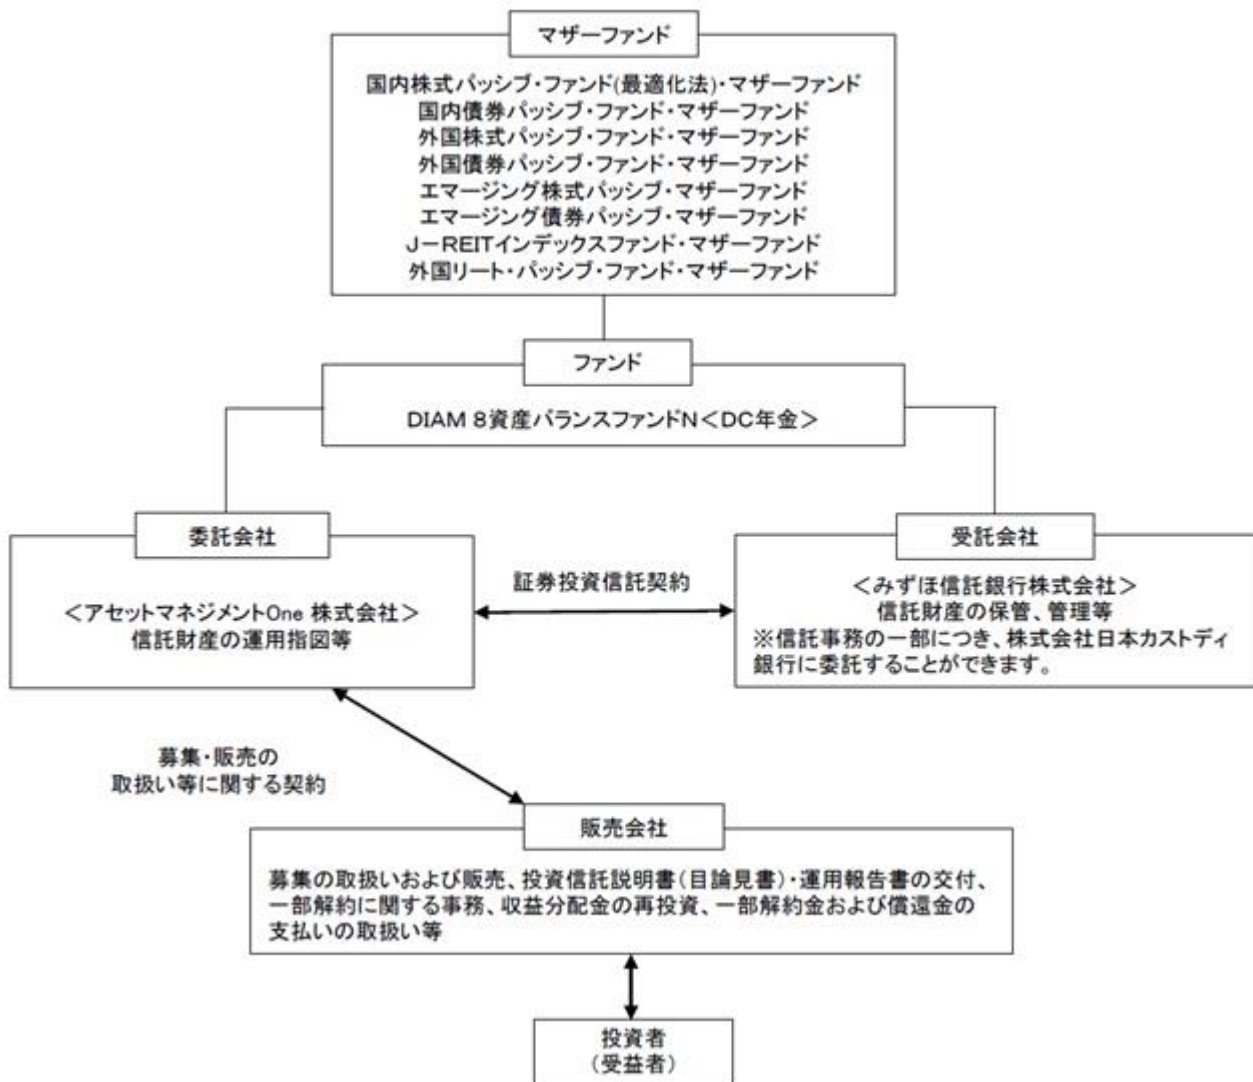 マザーファンド
国内株式パッシブ・ファンド(最適化法)・マザーファンド
国内債券パッシブ・ファンド・マザーファンド
外国株式パッシブ・ファンド・マザーファンド
外国債券パッシブ・ファンド・マザーファンド
エマージング株式パッシブ・マザーファンド
エマージング債券パッシブ・マザーファンド
J－REITインデックスファンド・マザーファンド
外国リート・パッシブ・ファンド・マザーファンド
ファンド
DIAM 8資産バランスファンドN＜DC年金＞
委託会社
＜アセットマネジメントOne 株式会社＞
信託財産の運用指図等
証券投資信託契約
受託会社
＜みずほ信託銀行株式会社＞
信託財産の保管、管理等
※信託事務の一部につき、株式会社日本カストディ
銀行に委託することができます。
募集・販売の
取扱い等に関する契約
販売会社
募集の取扱いおよび販売、投資信託説明書（目論見書）・運用報告書の交付、
一部解約に関する事務、収益分配金の再投資、一部解約金および償還金の
支払いの取扱い等
投資者
（受益者）